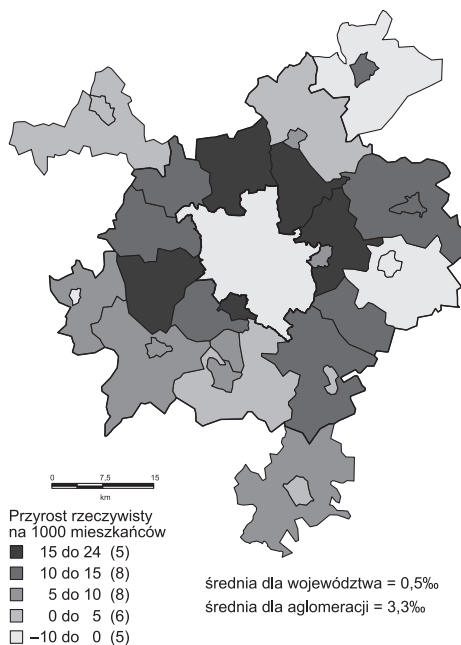 0 7,5 15
km
Przyrost rzeczywisty
na 1000 mieszkańców
15 do 24 (5)
10 do 15 (8)
5 do 10 (8)
0 do 5 (6)
–10 do 0 (5)
średnia dla województwa = 0,5‰
średnia dla aglomeracji = 3,3‰